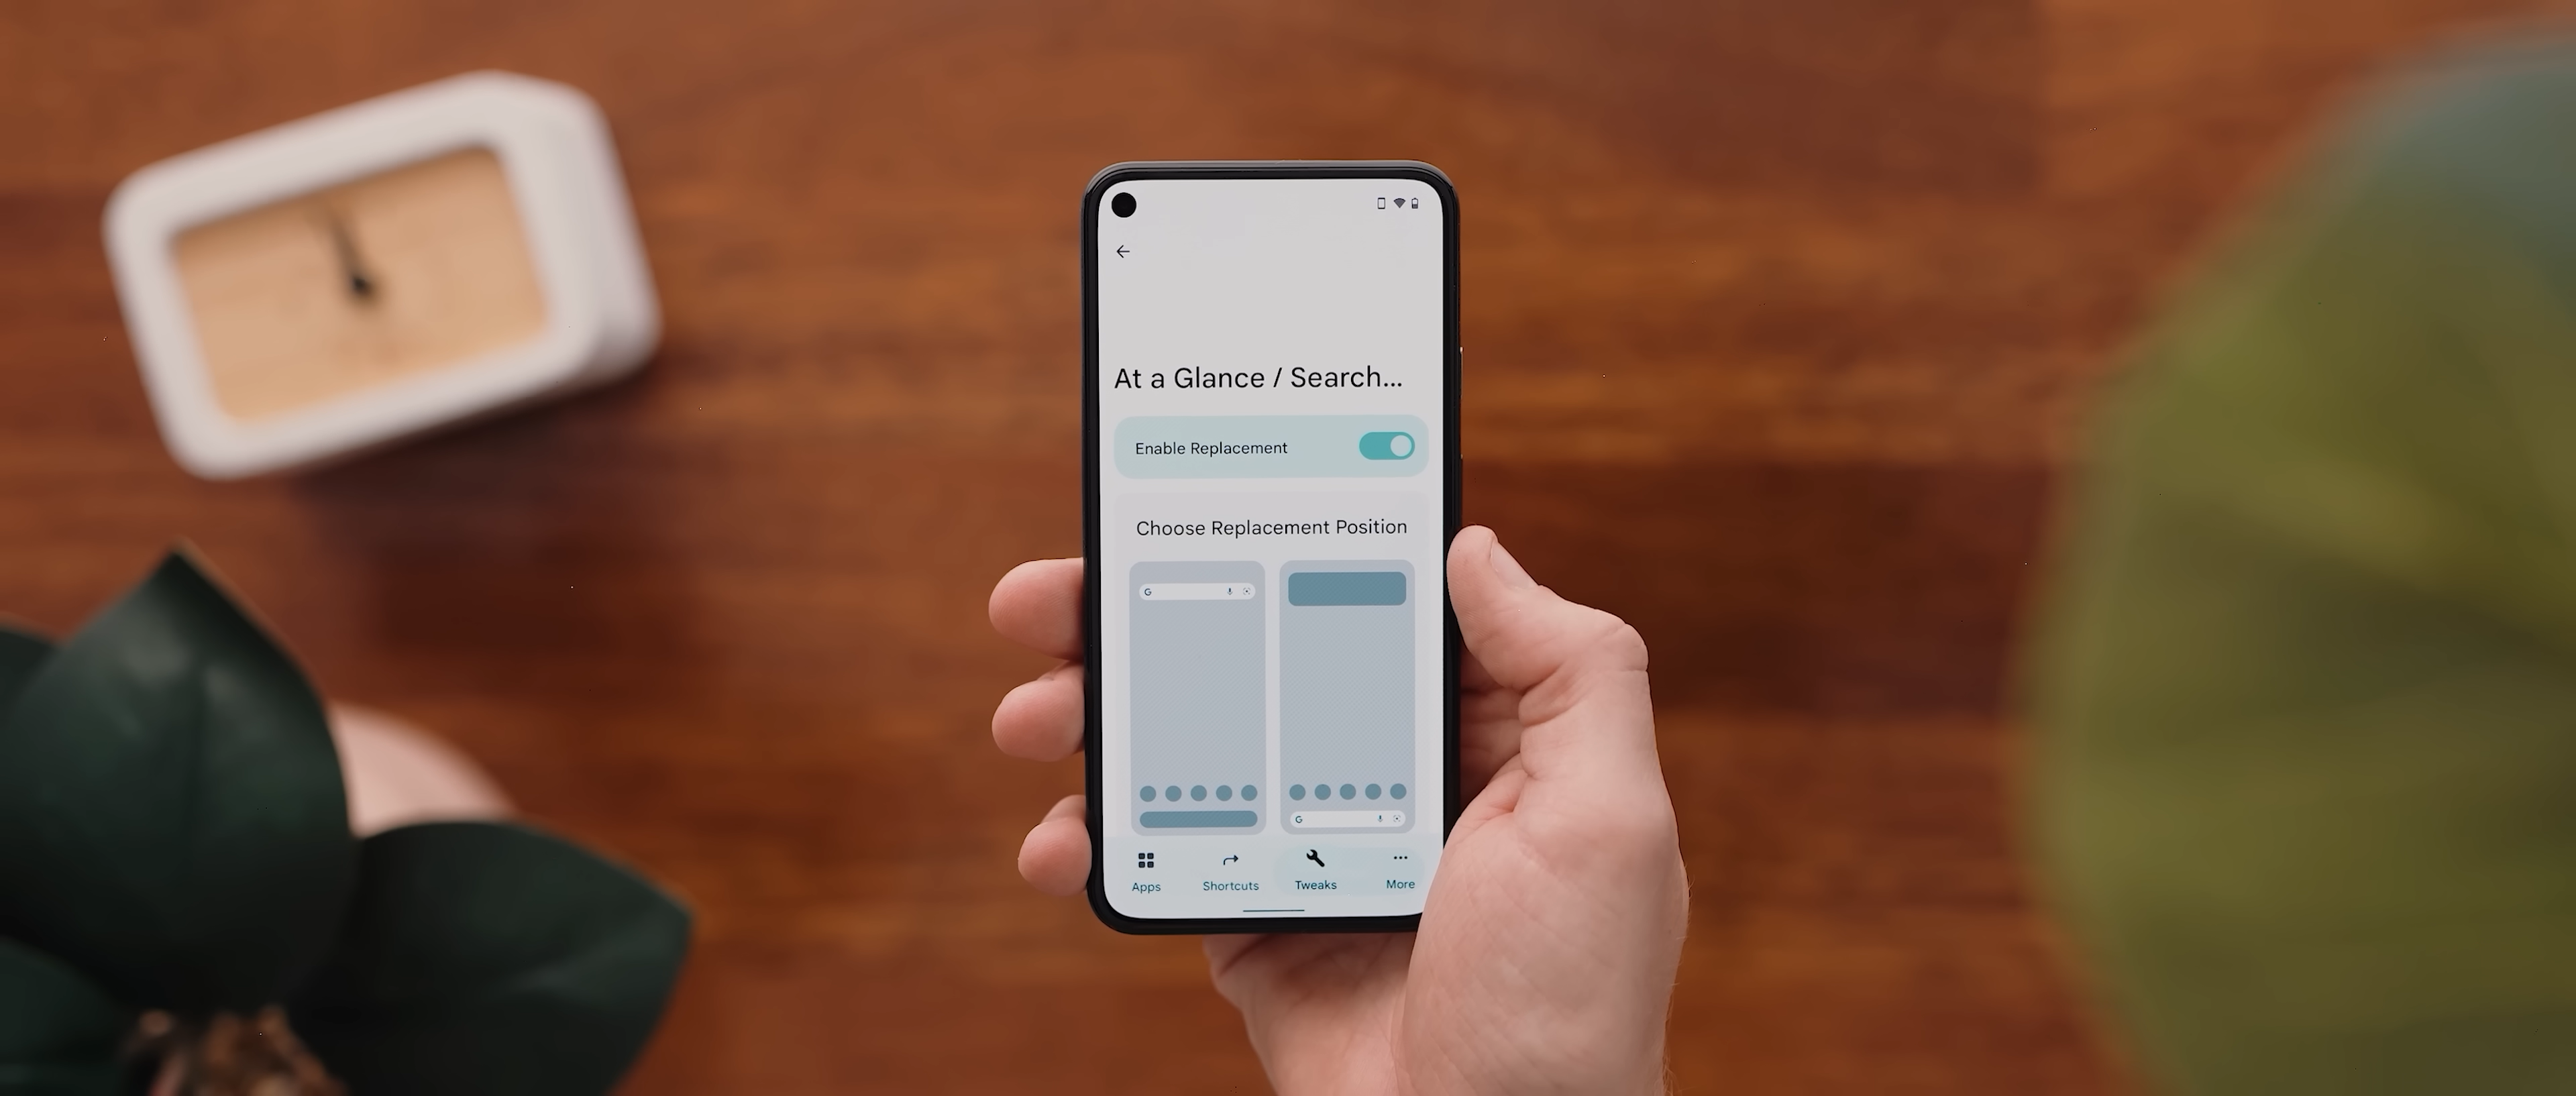 At a Glance / Search...
Enable Replacement
Choose Replacement Position
G
G
Apps
Shortcuts
Tweaks
More